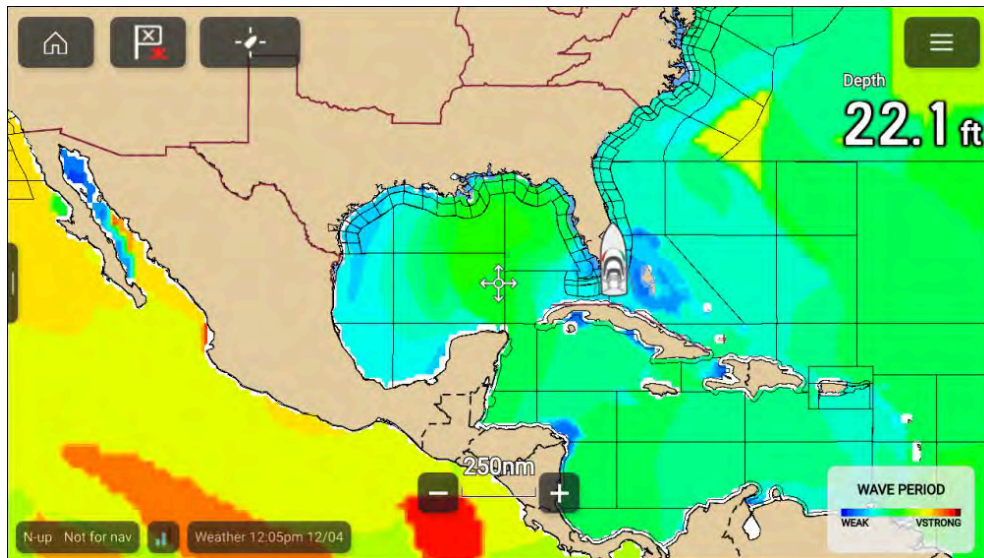 Depth
22.1 ft
250nm
WAVE PERIOD
WEAK VSTRONG
N-up Not for nav
Weather 12:05pm 12/04